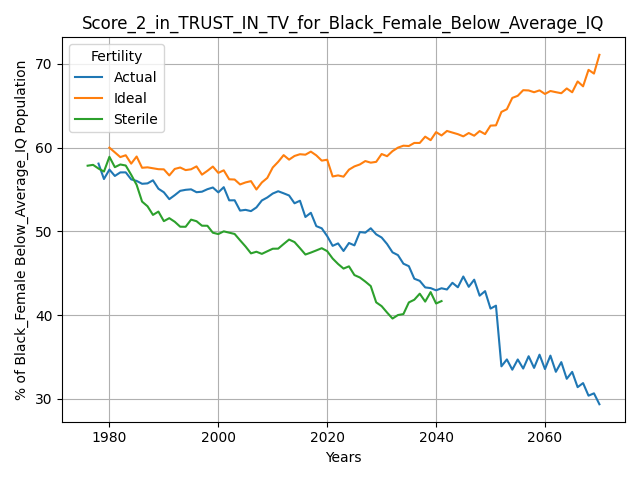 Score_2_in_TRUST_IN_TV_for_Black_Female_Below_Average_IQ
Fertility
Actual
Ideal
Sterile
% of Black_Female Below_Average_IQ Population
70
60
50
40
30
1980
2000
2020
2040
2060
Years